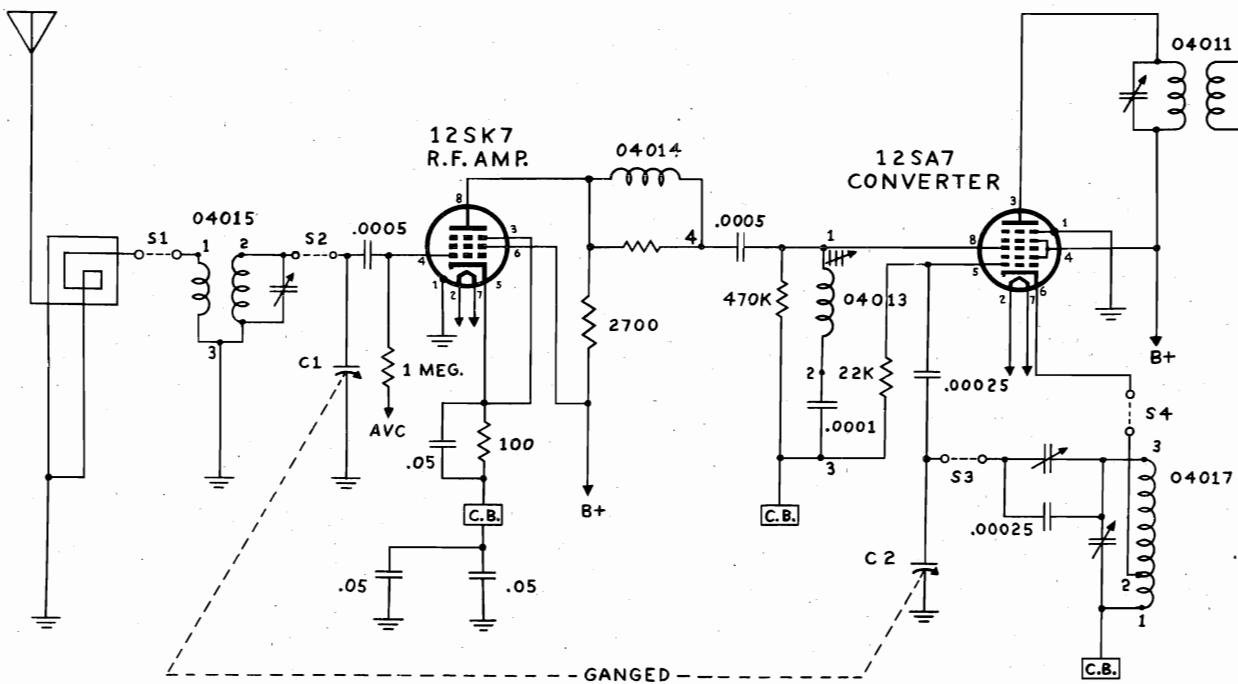 04011
12SK7
R.F. AMP.
04014
12SA7
CONVERTER
04015
S1
S2
.0005
.0005
1
2
3
8
3
6
4
1
2
7
5
4
1
8
5
3
1
4
2
7
6
470K
04013
2700
C1
1 MEG.
AVC
2
22K
.00025
B+
S4
.0001
.05
100
3
S3
3
04017
C.B.
B+
C.B.
.00025
C2
2
.05
.05
1
GANGED
C.B.